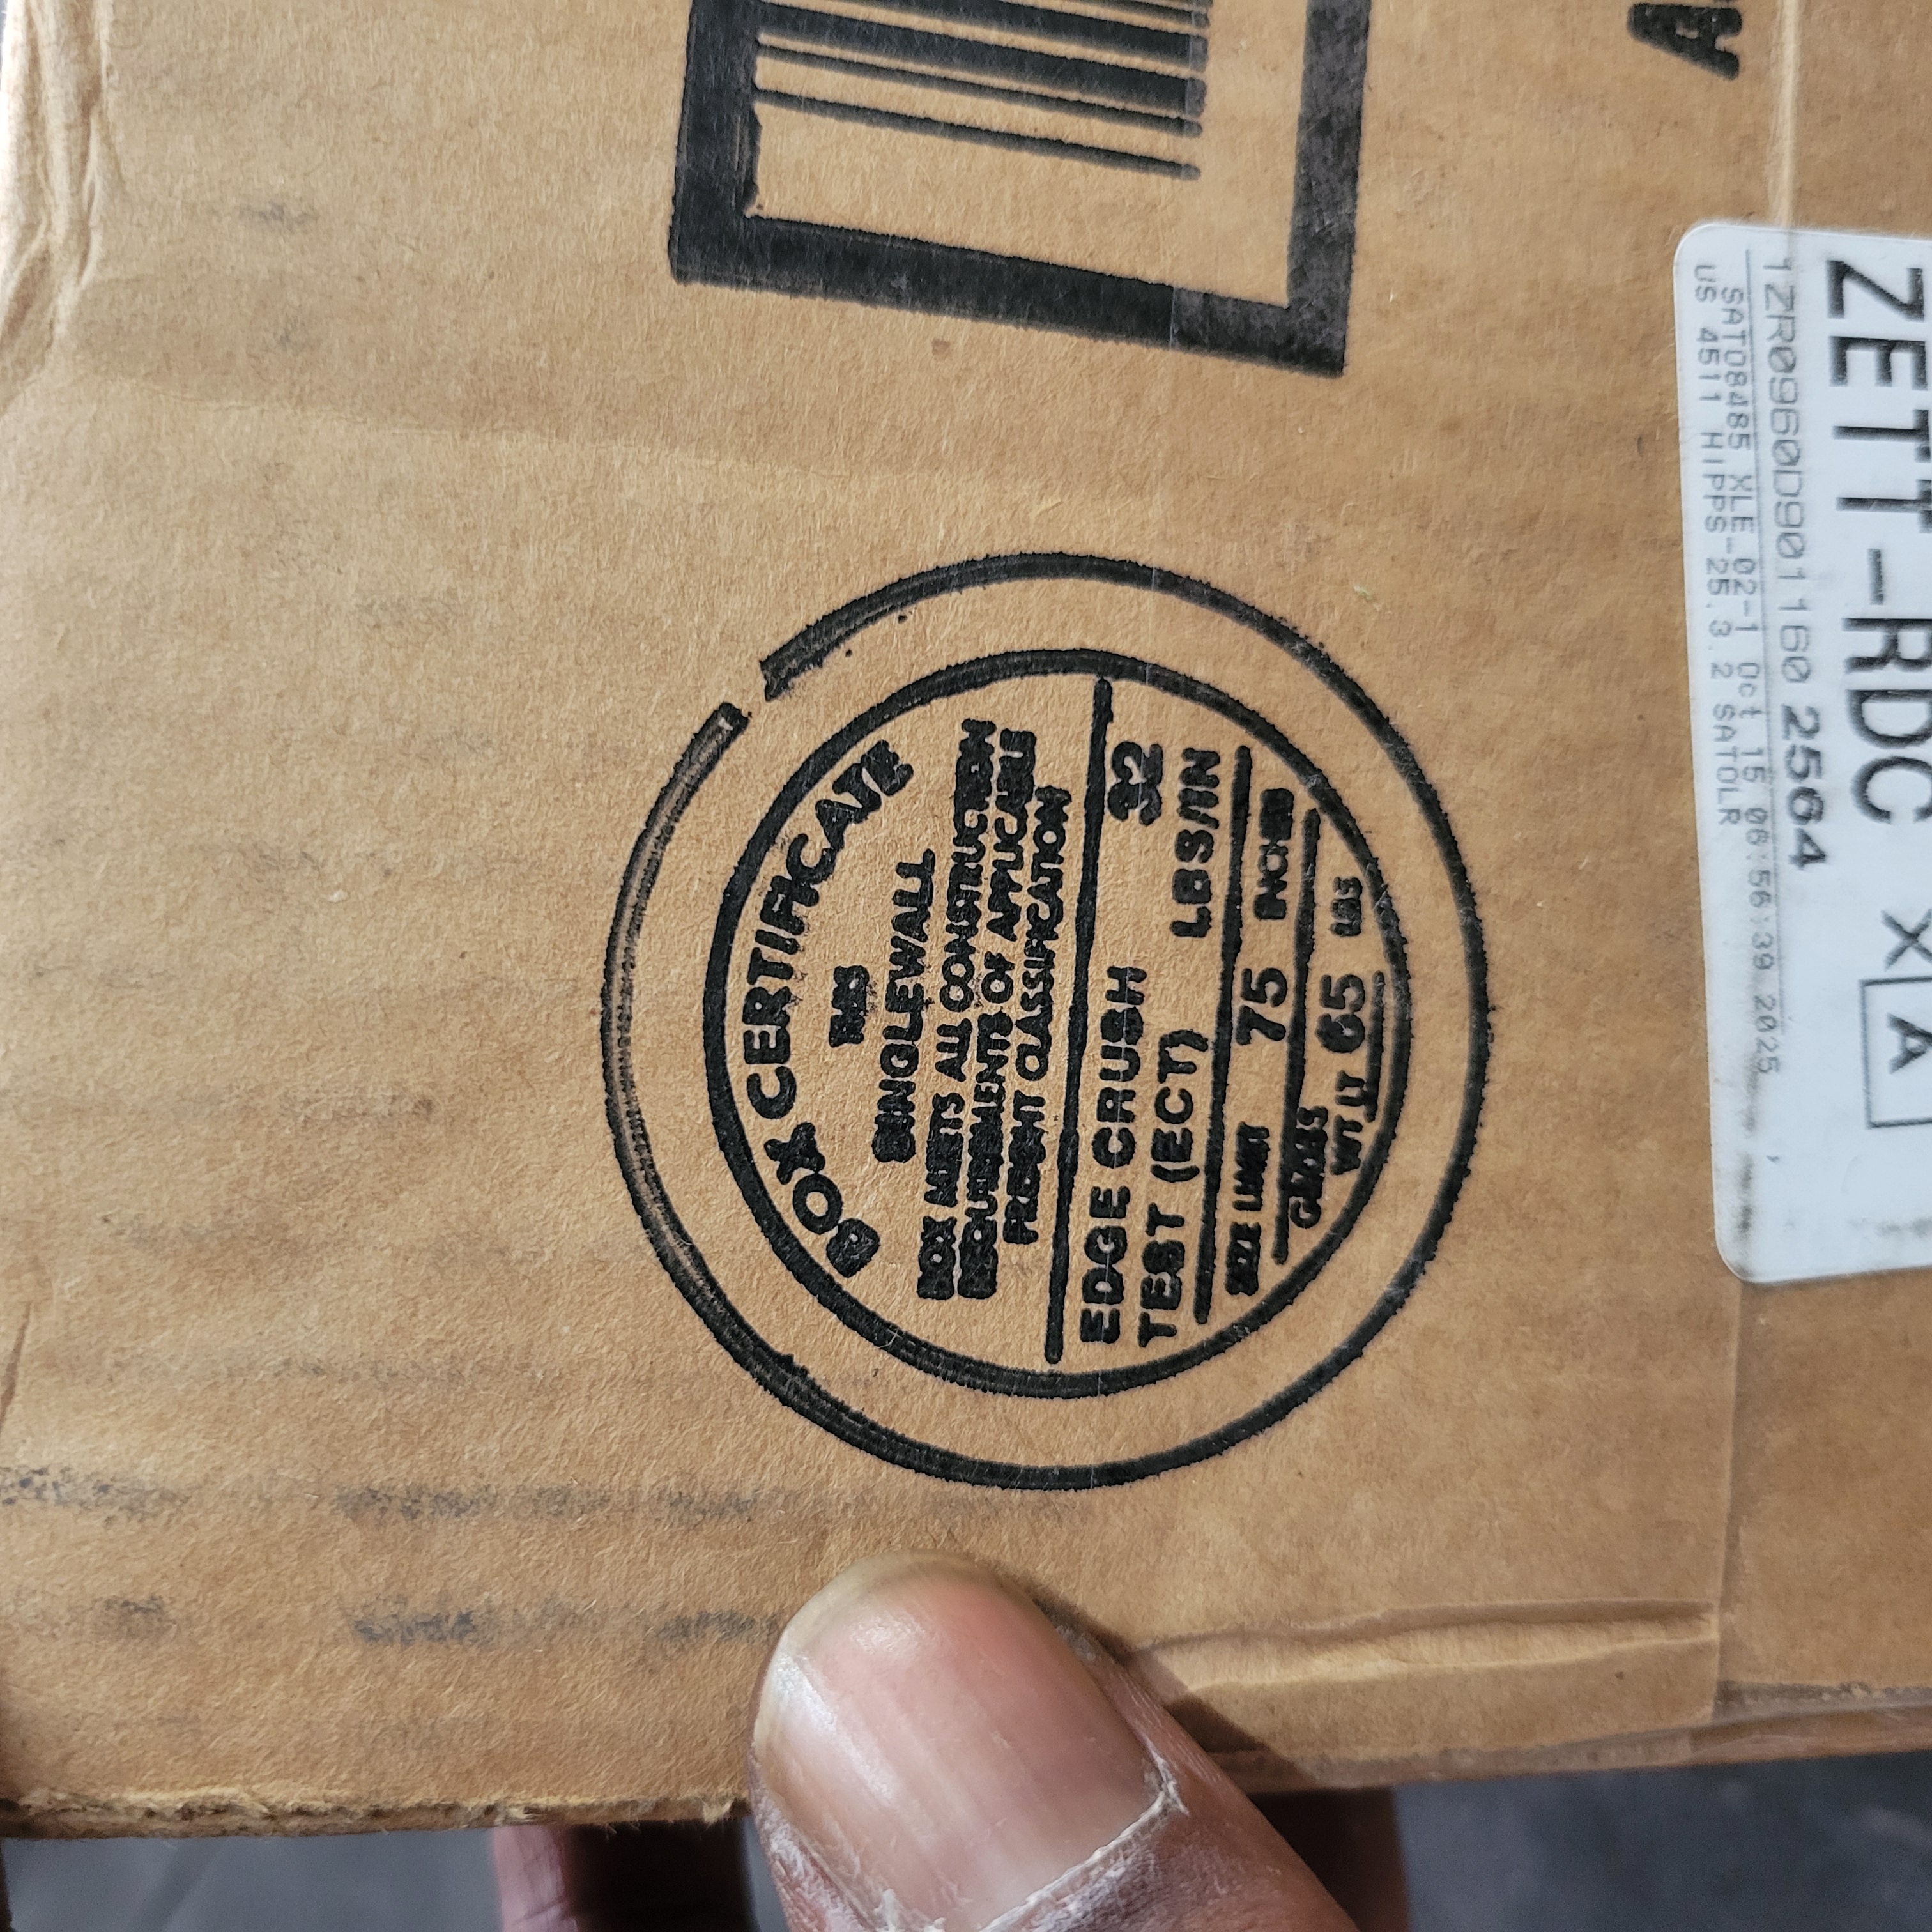 BOX CERTIFICATE
THIS
SINGLEWALL
BOX MEETS ALL CONSTRUCTION
REQUIREMENTS OF APPLICABLE
FREIGHT CLASSIFICATION
EDGE CRUSH 32
TEST (ECT) LBS/IN
SIZE LIMIT 75 INCHES
WT LT 65 LBS
ZETT-RDC X A
1ZR0960D901160 2564
SATO8485 XLE 02-1 Oct 15 06:56:39 2025
US 4511 HIPPS-25.3.2 SATOLR